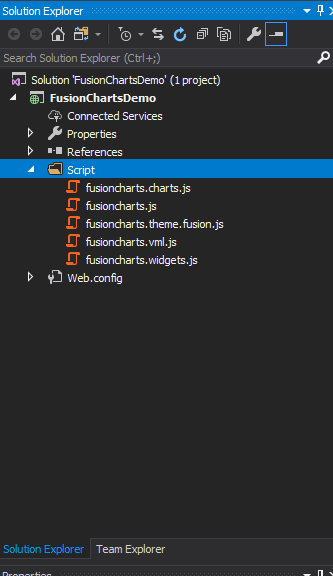 Solution Explorer
Search Solution Explorer (Ctrl+;)
Solution 'FusionChartsDemo' (1 project)
FusionChartsDemo
Connected Services
Properties
References
Script
fusioncharts.charts.js
fusioncharts.js
fusioncharts.theme.fusion.js
fusioncharts.vml.js
fusioncharts.widgets.js
Web.config
Solution Explorer Team Explorer
Properties